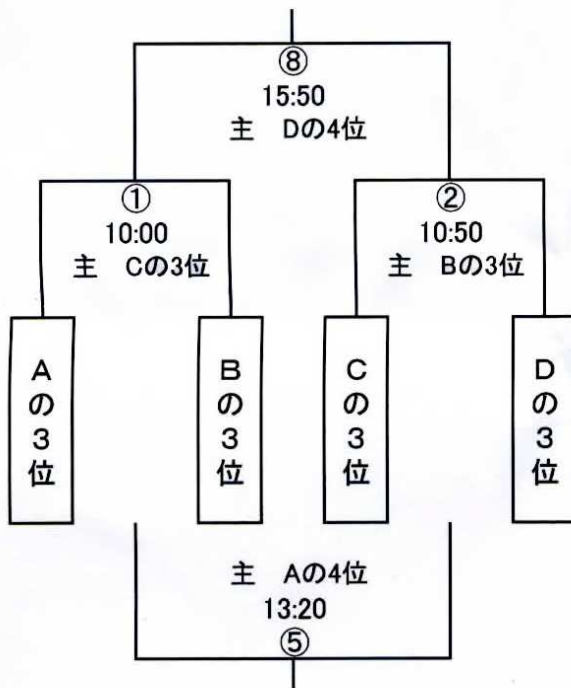 ⑧
15:50
主　Dの4位
①
10:00
主　Cの3位
②
10:50
主　Bの3位
Aの3位
Bの3位
Cの3位
Dの3位
主　Aの4位
13:20
⑤